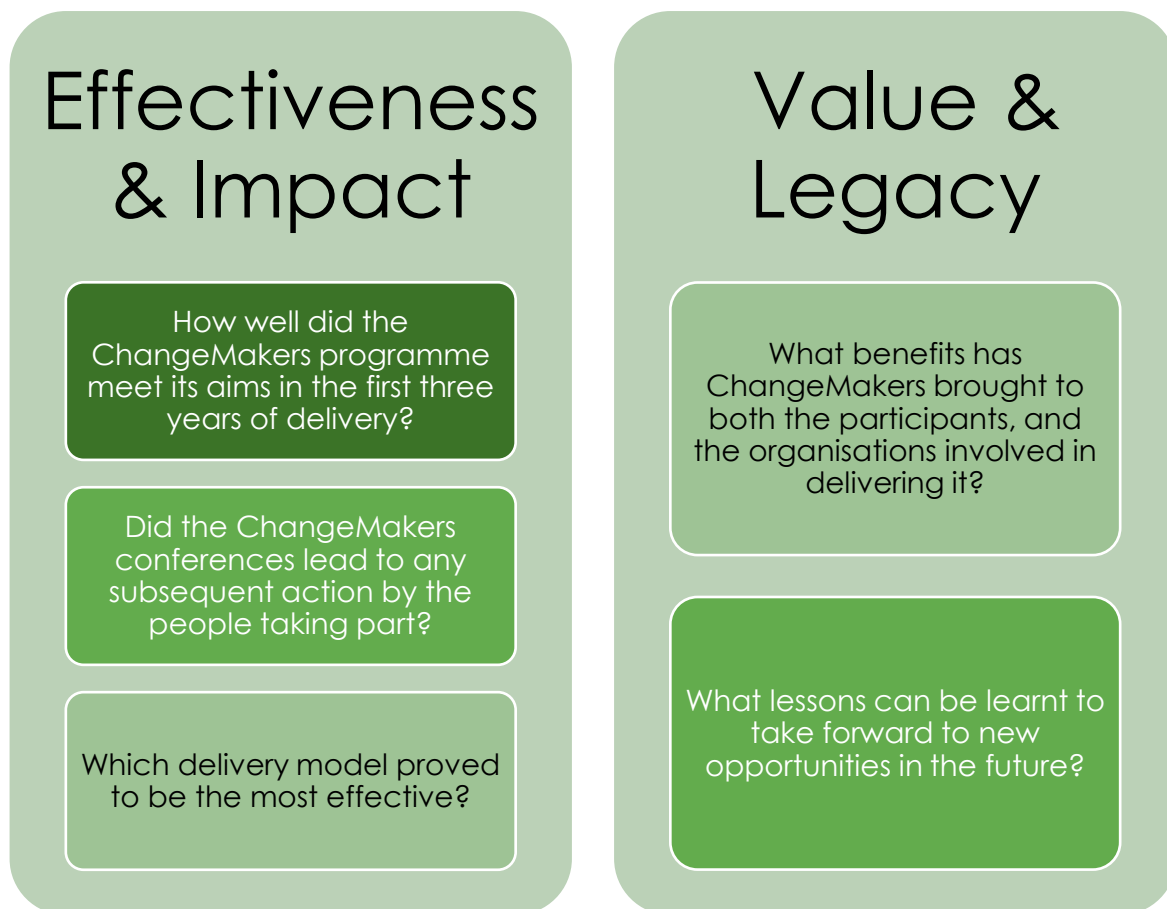 Effectiveness
& Impact
How well did the
ChangeMakers programme
meet its aims in the first three
years of delivery?
Did the ChangeMakers
conferences lead to any
subsequent action by the
people taking part?
Which delivery model proved
to be the most effective?
Value &
Legacy
What benefits has
ChangeMakers brought to
both the participants, and
the organisations involved in
delivering it?
What lessons can be learnt to
take forward to new
opportunities in the future?